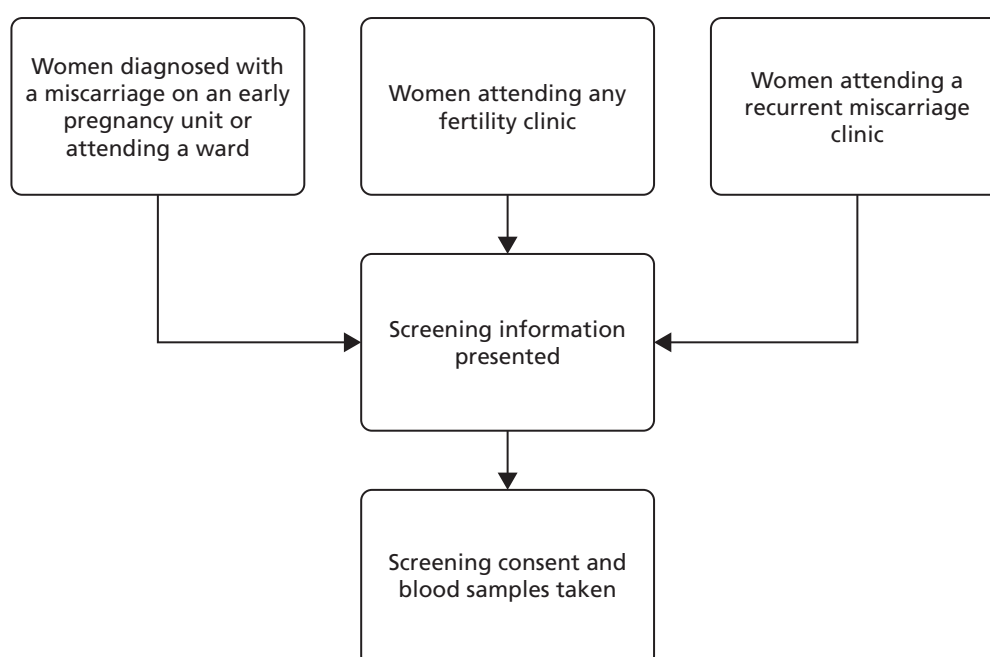 Women diagnosed with
a miscarriage on an early
pregnancy unit or
attending a ward
Women attending any
fertility clinic
Women attending a
recurrent miscarriage
clinic
Screening information
presented
Screening consent and
blood samples taken